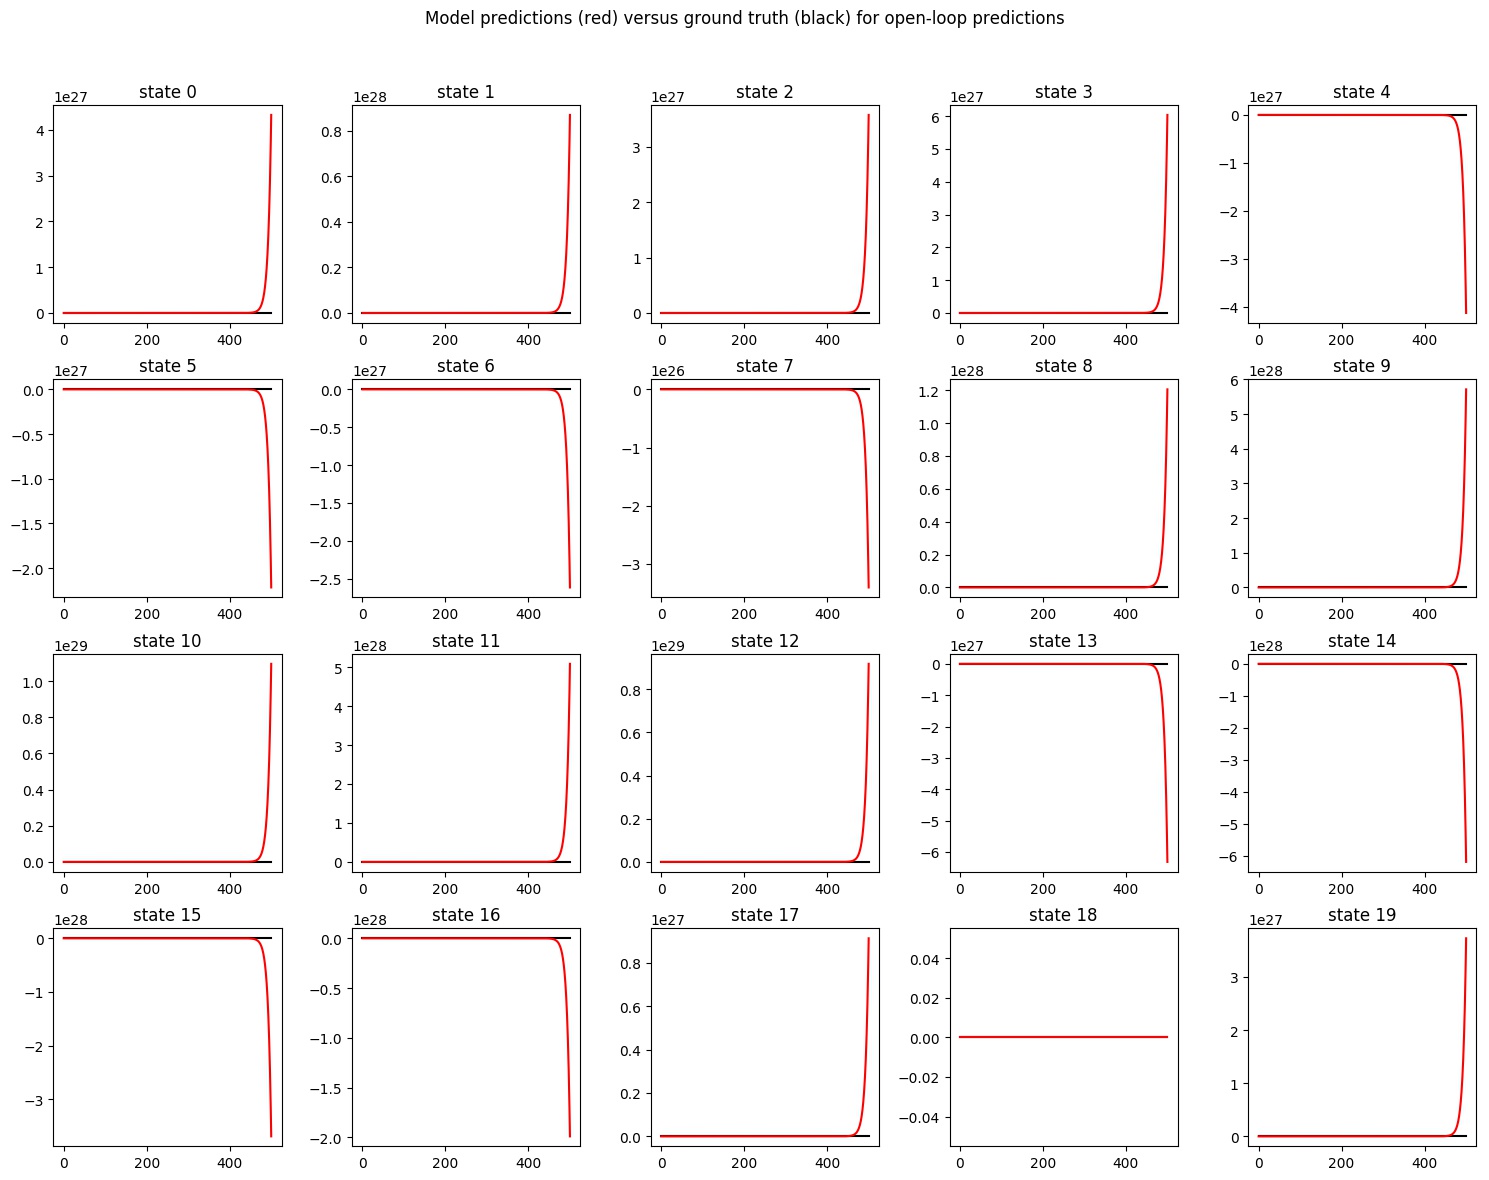 Model predictions (red) versus ground truth (black) for open-loop predictions
1e27 state 0
4
3
2
1
0
0 200 400
1e28 state 1
0.8
0.6
0.4
0.2
0.0
0 200 400
1e27 state 2
3
2
1
0
0 200 400
1e27 state 3
6
5
4
3
2
1
0
0 200 400
1e27 state 4
0
−1
−2
−3
−4
0 200 400
1e27 state 5
0.0
−0.5
−1.0
−1.5
−2.0
0 200 400
1e27 state 6
0.0
−0.5
−1.0
−1.5
−2.0
−2.5
0 200 400
1e26 state 7
0
−1
−2
−3
0 200 400
1e28 state 8
1.2
1.0
0.8
0.6
0.4
0.2
0.0
0 200 400
1e28 state 9
6
5
4
3
2
1
0
0 200 400
1e29 state 10
1.0
0.8
0.6
0.4
0.2
0.0
0 200 400
1e28 state 11
5
4
3
2
1
0
0 200 400
1e29 state 12
0.8
0.6
0.4
0.2
0.0
0 200 400
1e27 state 13
0
−1
−2
−3
−4
−5
−6
0 200 400
1e28 state 14
0
−1
−2
−3
−4
−5
−6
0 200 400
1e28 state 15
0
−1
−2
−3
0 200 400
1e28 state 16
0.0
−0.5
−1.0
−1.5
−2.0
0 200 400
1e27 state 17
0.8
0.6
0.4
0.2
0.0
0 200 400
state 18
0.04
0.02
0.00
−0.02
−0.04
0 200 400
1e27 state 19
3
2
1
0
0 200 400